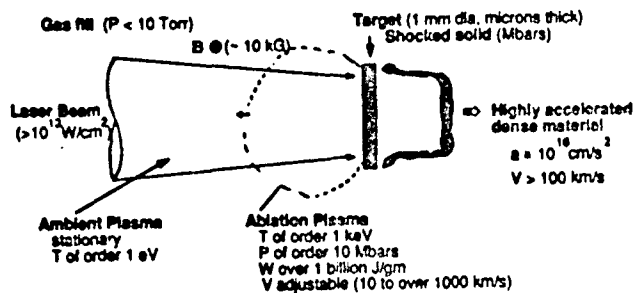 Gas fill (P < 10 Torr)
B ⊕ (~ 10 kG)
Target (1 mm dia, microns thick)
Shocked solid (Mbars)
Laser Beam
(>10^12 W/cm^2)
⇨ Highly accelerated
dense material
a = 10^16 cm/s^2
V > 100 km/s
Ambient Plasma
stationary
T of order 1 eV
Ablation Plasma
T of order 1 keV
P of order 10 Mbars
W over 1 billion J/gm
V adjustable (10 to over 1000 km/s)